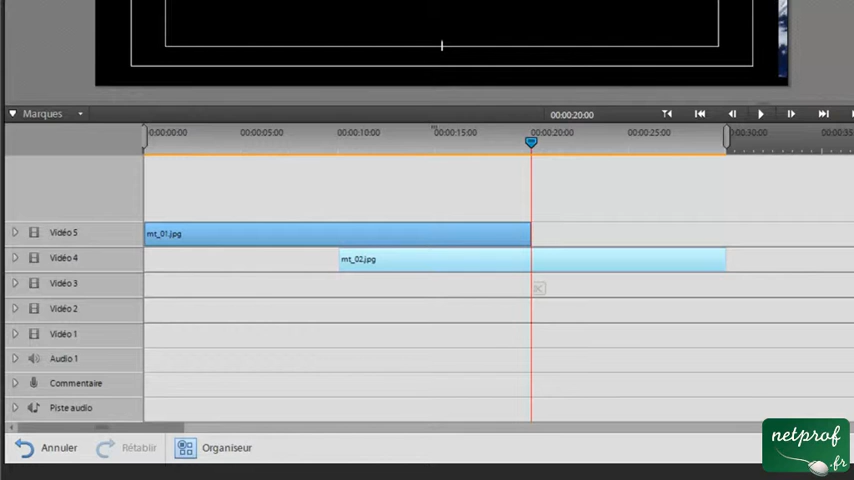 Marques 00:00:20:00
00:00:00 00:00:05:00 00:00:10:00 00:00:15:00 00:00:20:00 00:00:25:00 00:30:00 00:00:35
Vidéo 5 mt_01.jpg
Vidéo 4 mt_02.jpg
Vidéo 3
Vidéo 2
Vidéo 1
Audio 1
Commentaire
Piste audio
Annuler Rétablir Organiseur
netprof
.fr